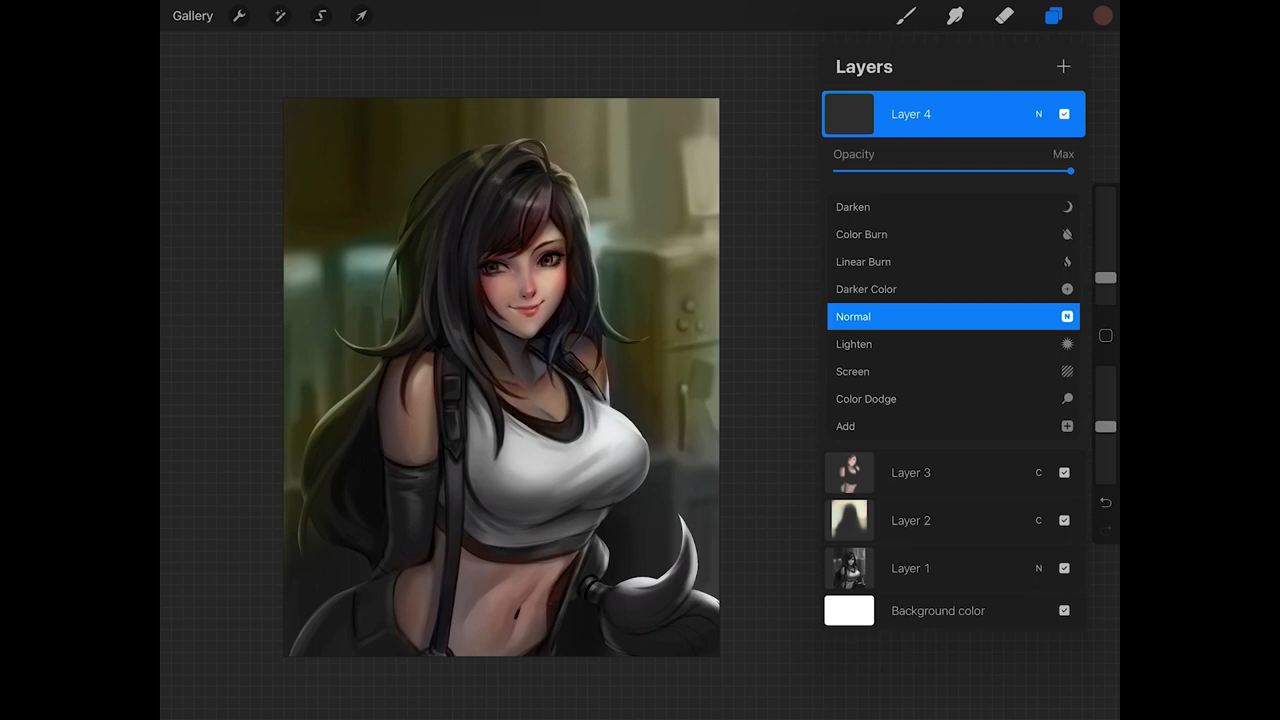 Gallery
Layers
Layer 4 N
Opacity Max
Darken
Color Burn
Linear Burn
Darker Color
Normal N
Lighten
Screen
Color Dodge
Add
Layer 3 C
Layer 2 C
Layer 1 N
Background color